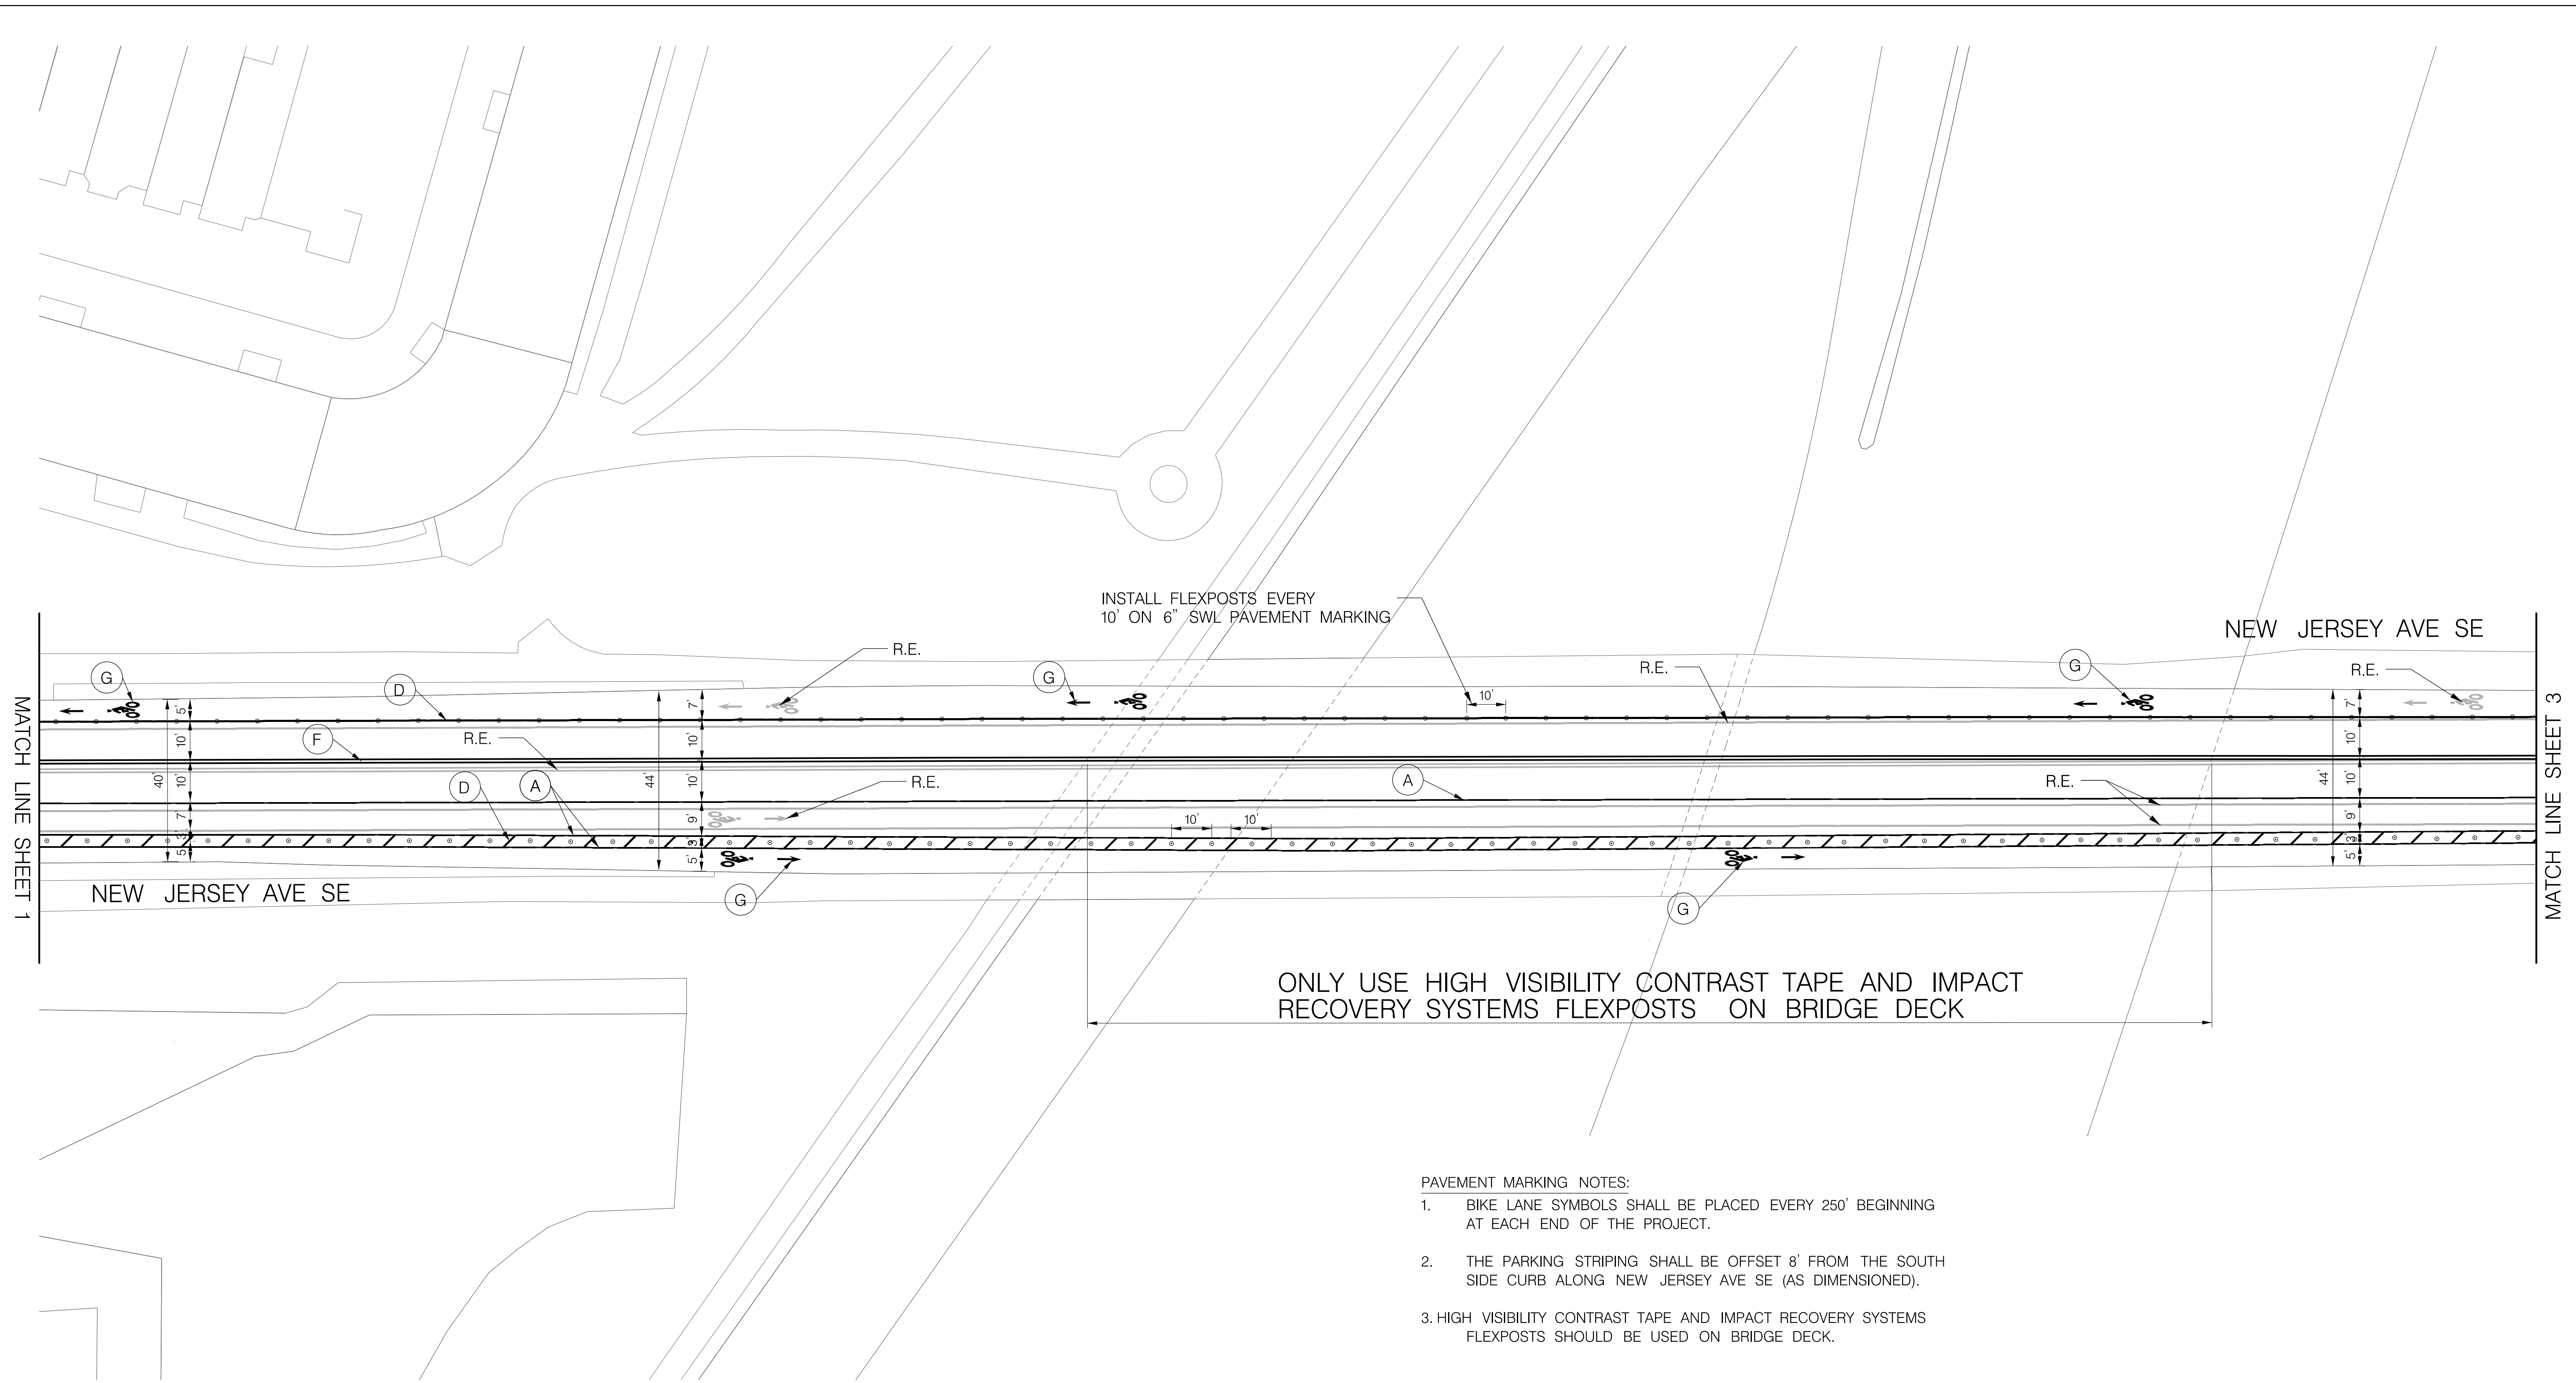 INSTALL FLEXPOSTS EVERY
10' ON 6" SWL PAVEMENT MARKING
NEW JERSEY AVE SE
R.E.
G
G
R.E.
G
R.E.
D
10'
MATCH LINE SHEET 1
5'
10'
40'
10'
7'
3'
5'
F
R.E.
D
A
7'
10'
44'
10'
9'
3'
5'
R.E.
A
10'
10'
R.E.
7'
10'
44'
10'
9'
3'
5'
MATCH LINE SHEET 3
NEW JERSEY AVE SE
G
G
ONLY USE HIGH VISIBILITY CONTRAST TAPE AND IMPACT
RECOVERY SYSTEMS FLEXPOSTS ON BRIDGE DECK
PAVEMENT MARKING NOTES:
1. BIKE LANE SYMBOLS SHALL BE PLACED EVERY 250' BEGINNING
AT EACH END OF THE PROJECT.
2. THE PARKING STRIPING SHALL BE OFFSET 8' FROM THE SOUTH
SIDE CURB ALONG NEW JERSEY AVE SE (AS DIMENSIONED).
3. HIGH VISIBILITY CONTRAST TAPE AND IMPACT RECOVERY SYSTEMS
FLEXPOSTS SHOULD BE USED ON BRIDGE DECK.